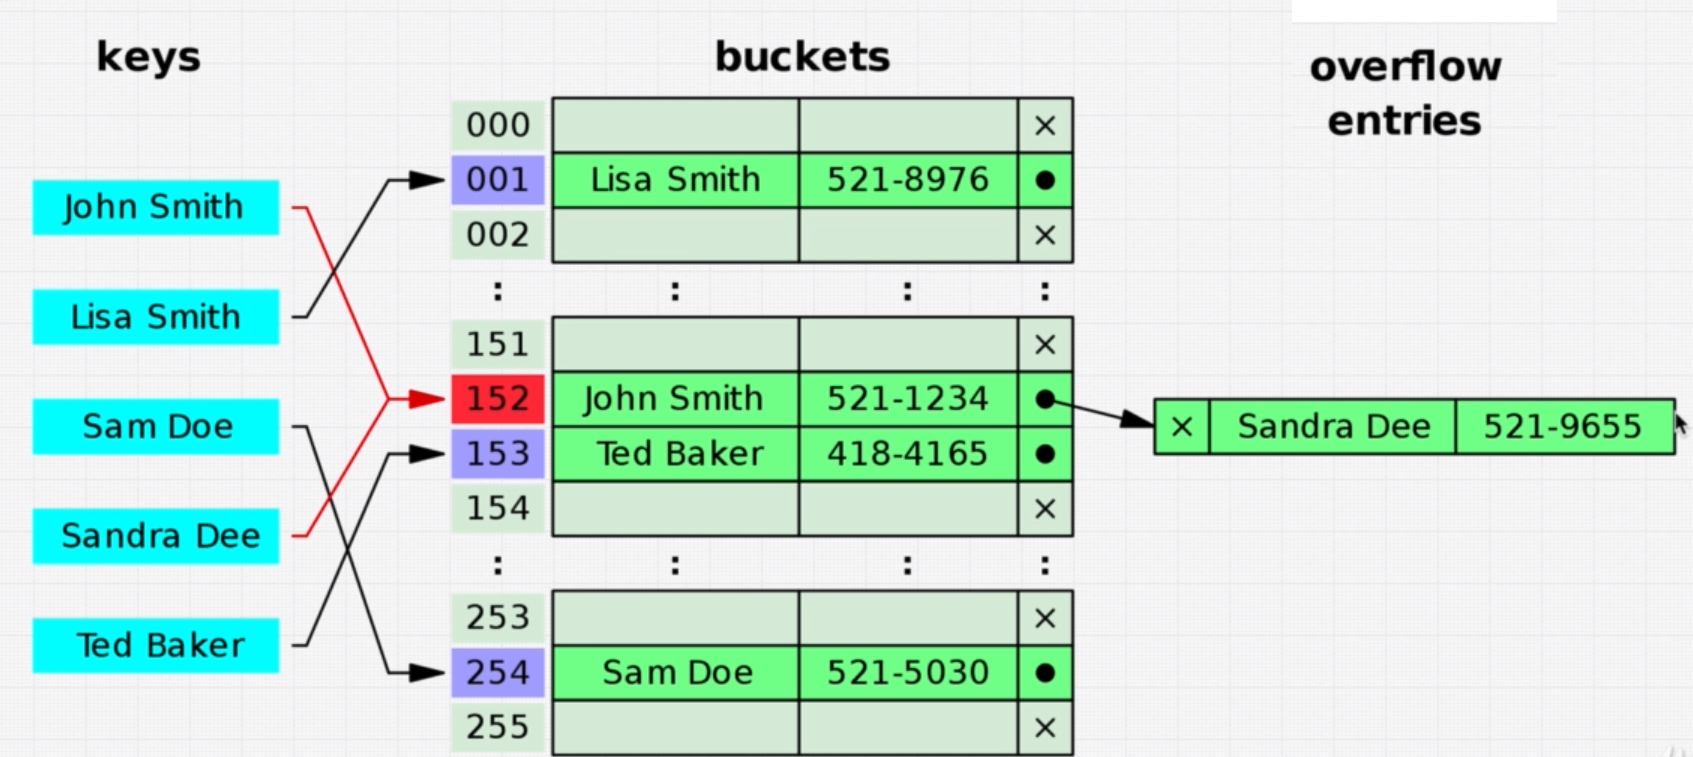 keys
buckets
overflow
entries
John Smith
Lisa Smith
Sam Doe
Sandra Dee
Ted Baker
000 ×
001 Lisa Smith 521-8976 ●
002 ×
: : : :
151 ×
152 John Smith 521-1234 ●
153 Ted Baker 418-4165 ●
154 ×
: : : :
253 ×
254 Sam Doe 521-5030 ●
255 ×
× Sandra Dee 521-9655